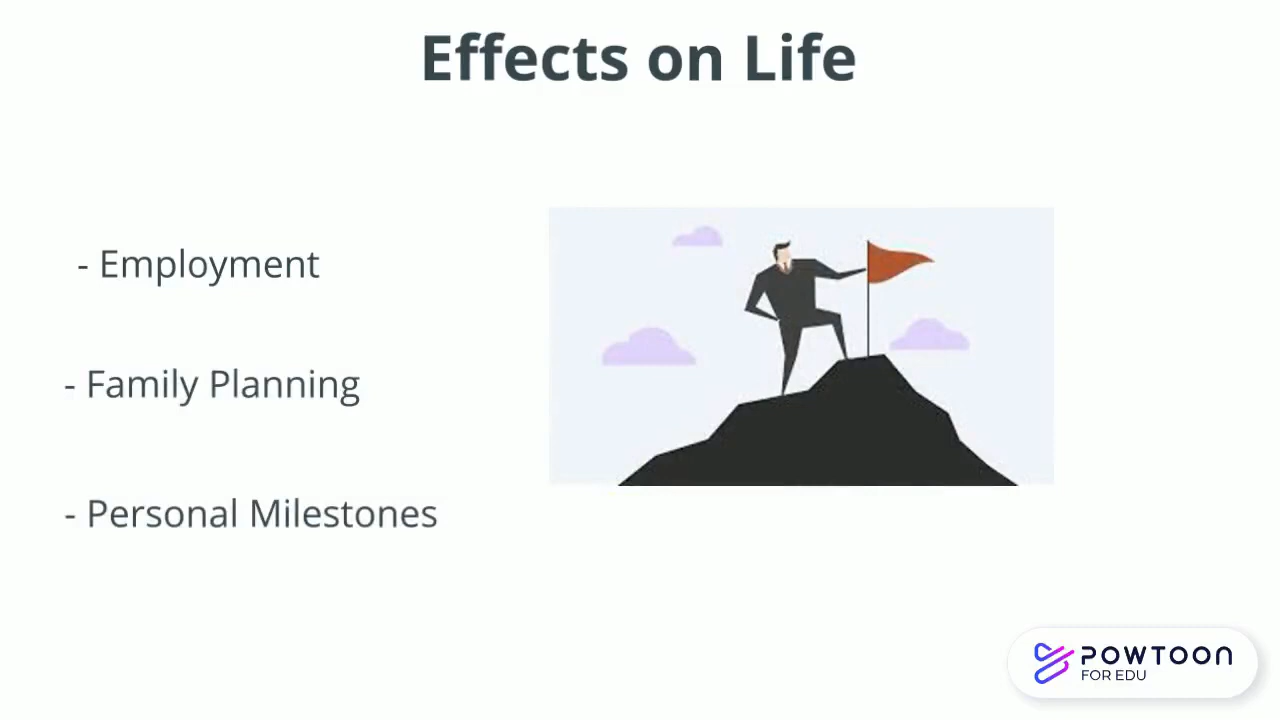 Effects on Life
- Employment
- Family Planning
- Personal Milestones
POWTOON
FOR EDU